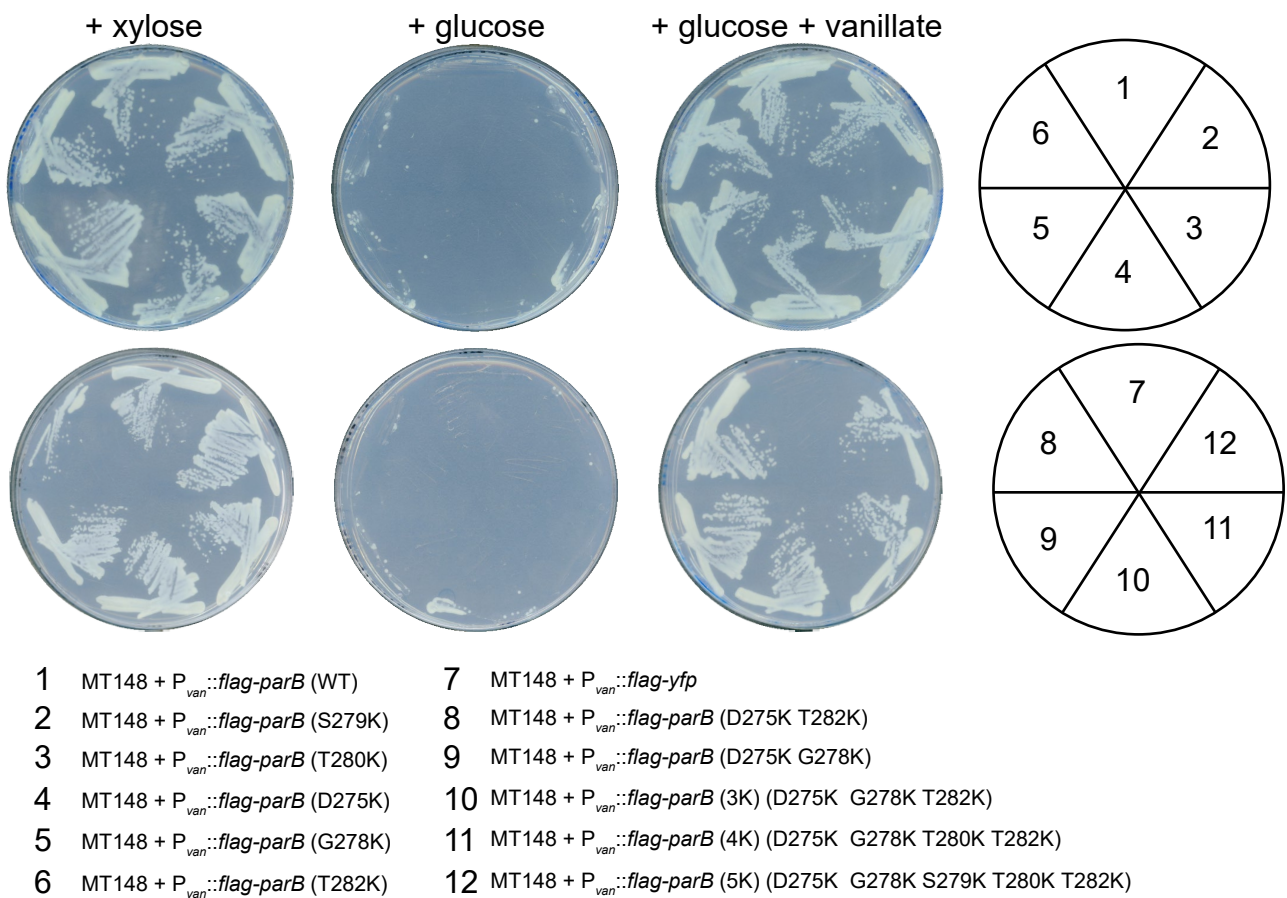 + xylose + glucose + glucose + vanillate
1
6 2
5 3
4
7
8 12
9 11
10
1 MT148 + Pvan::flag-parB (WT)
2 MT148 + Pvan::flag-parB (S279K)
3 MT148 + Pvan::flag-parB (T280K)
4 MT148 + Pvan::flag-parB (D275K)
5 MT148 + Pvan::flag-parB (G278K)
6 MT148 + Pvan::flag-parB (T282K)
7 MT148 + Pvan::flag-yfp
8 MT148 + Pvan::flag-parB (D275K T282K)
9 MT148 + Pvan::flag-parB (D275K G278K)
10 MT148 + Pvan::flag-parB (3K) (D275K G278K T282K)
11 MT148 + Pvan::flag-parB (4K) (D275K G278K T280K T282K)
12 MT148 + Pvan::flag-parB (5K) (D275K G278K S279K T280K T282K)